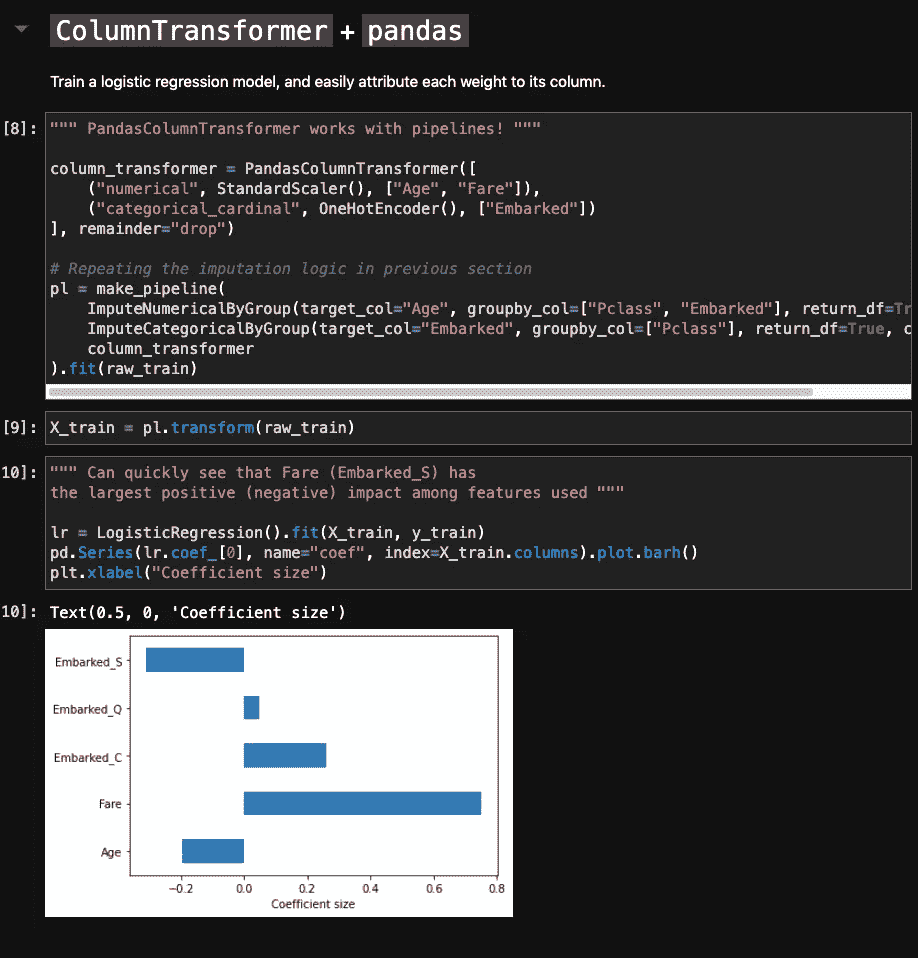 ColumnTransformer + pandas
Train a logistic regression model, and easily attribute each weight to its column.
[8]: """ PandasColumnTransformer works with pipelines! """
column_transformer = PandasColumnTransformer([
("numerical", StandardScaler(), ["Age", "Fare"]),
("categorical_cardinal", OneHotEncoder(), ["Embarked"])
], remainder="drop")
# Repeating the imputation logic in previous section
pl = make_pipeline(
ImputeNumericalByGroup(target_col="Age", groupby_col=["Pclass", "Embarked"], return_df=Tr
ImputeCategoricalByGroup(target_col="Embarked", groupby_col=["Pclass"], return_df=True, c
column_transformer
).fit(raw_train)
[9]: X_train = pl.transform(raw_train)
10]: """ Can quickly see that Fare (Embarked_S) has
the largest positive (negative) impact among features used """
lr = LogisticRegression().fit(X_train, y_train)
pd.Series(lr.coef_[0], name="coef", index=X_train.columns).plot.barh()
plt.xlabel("Coefficient size")
10]: Text(0.5, 0, 'Coefficient size')
Embarked_S
Embarked_Q
Embarked_C
Fare
Age
−0.2 0.0 0.2 0.4 0.6 0.8
Coefficient size